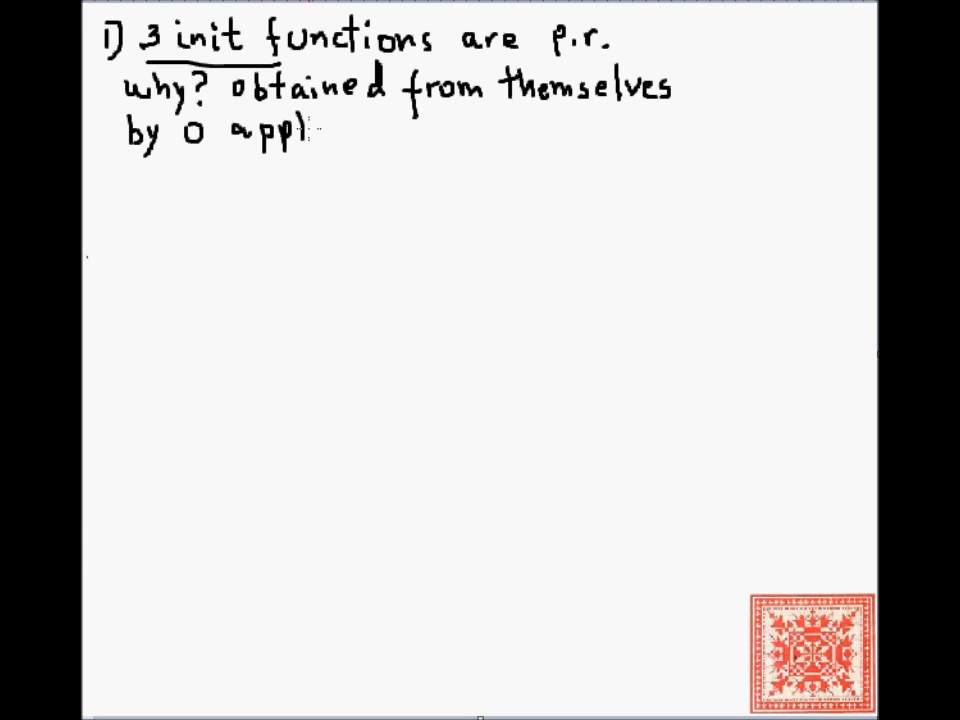 1) 3 init functions are p.r.
why? obtained from themselves
by 0 appl